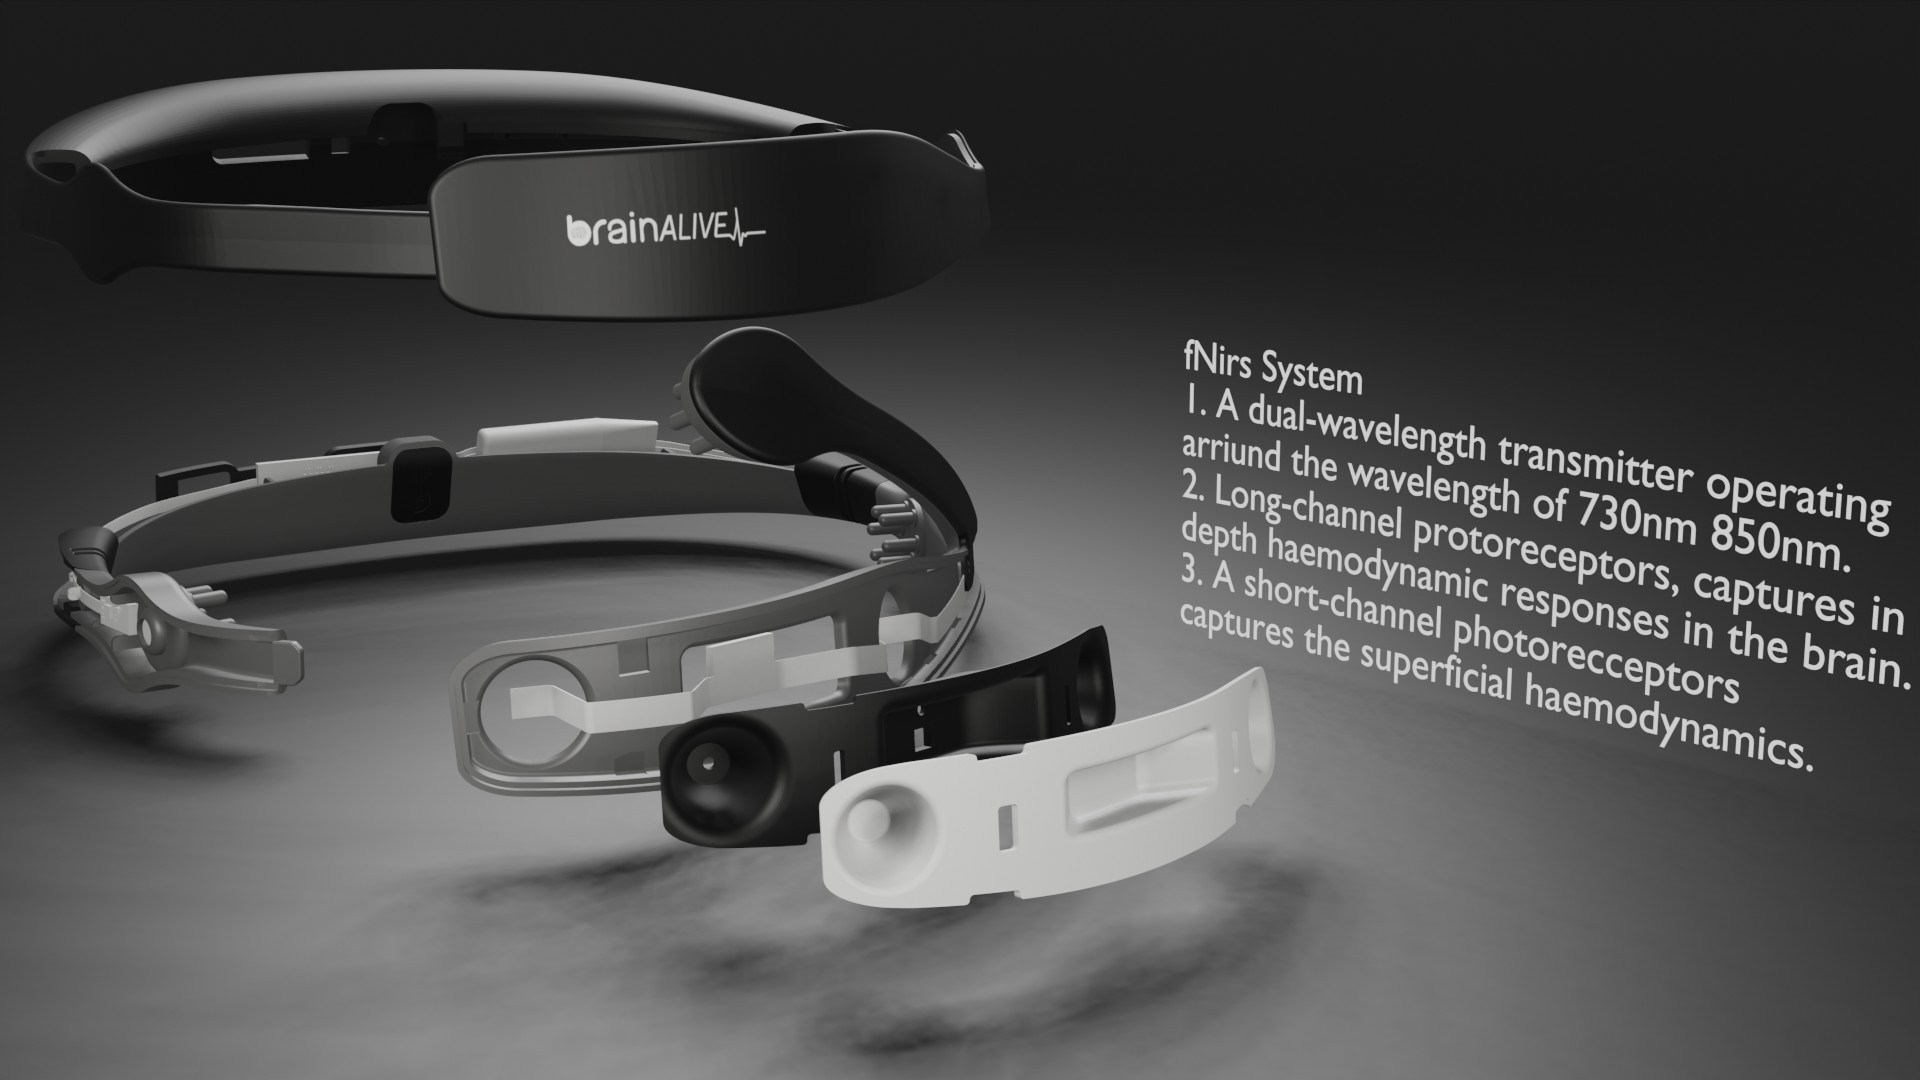 brainALIVE
fNirs System
1. A dual-wavelength transmitter operating
arriund the wavelength of 730nm 850nm.
2. Long-channel protoreceptors, captures in
depth haemodynamic responses in the brain.
3. A short-channel photorecceptors
captures the superficial haemodynamics.